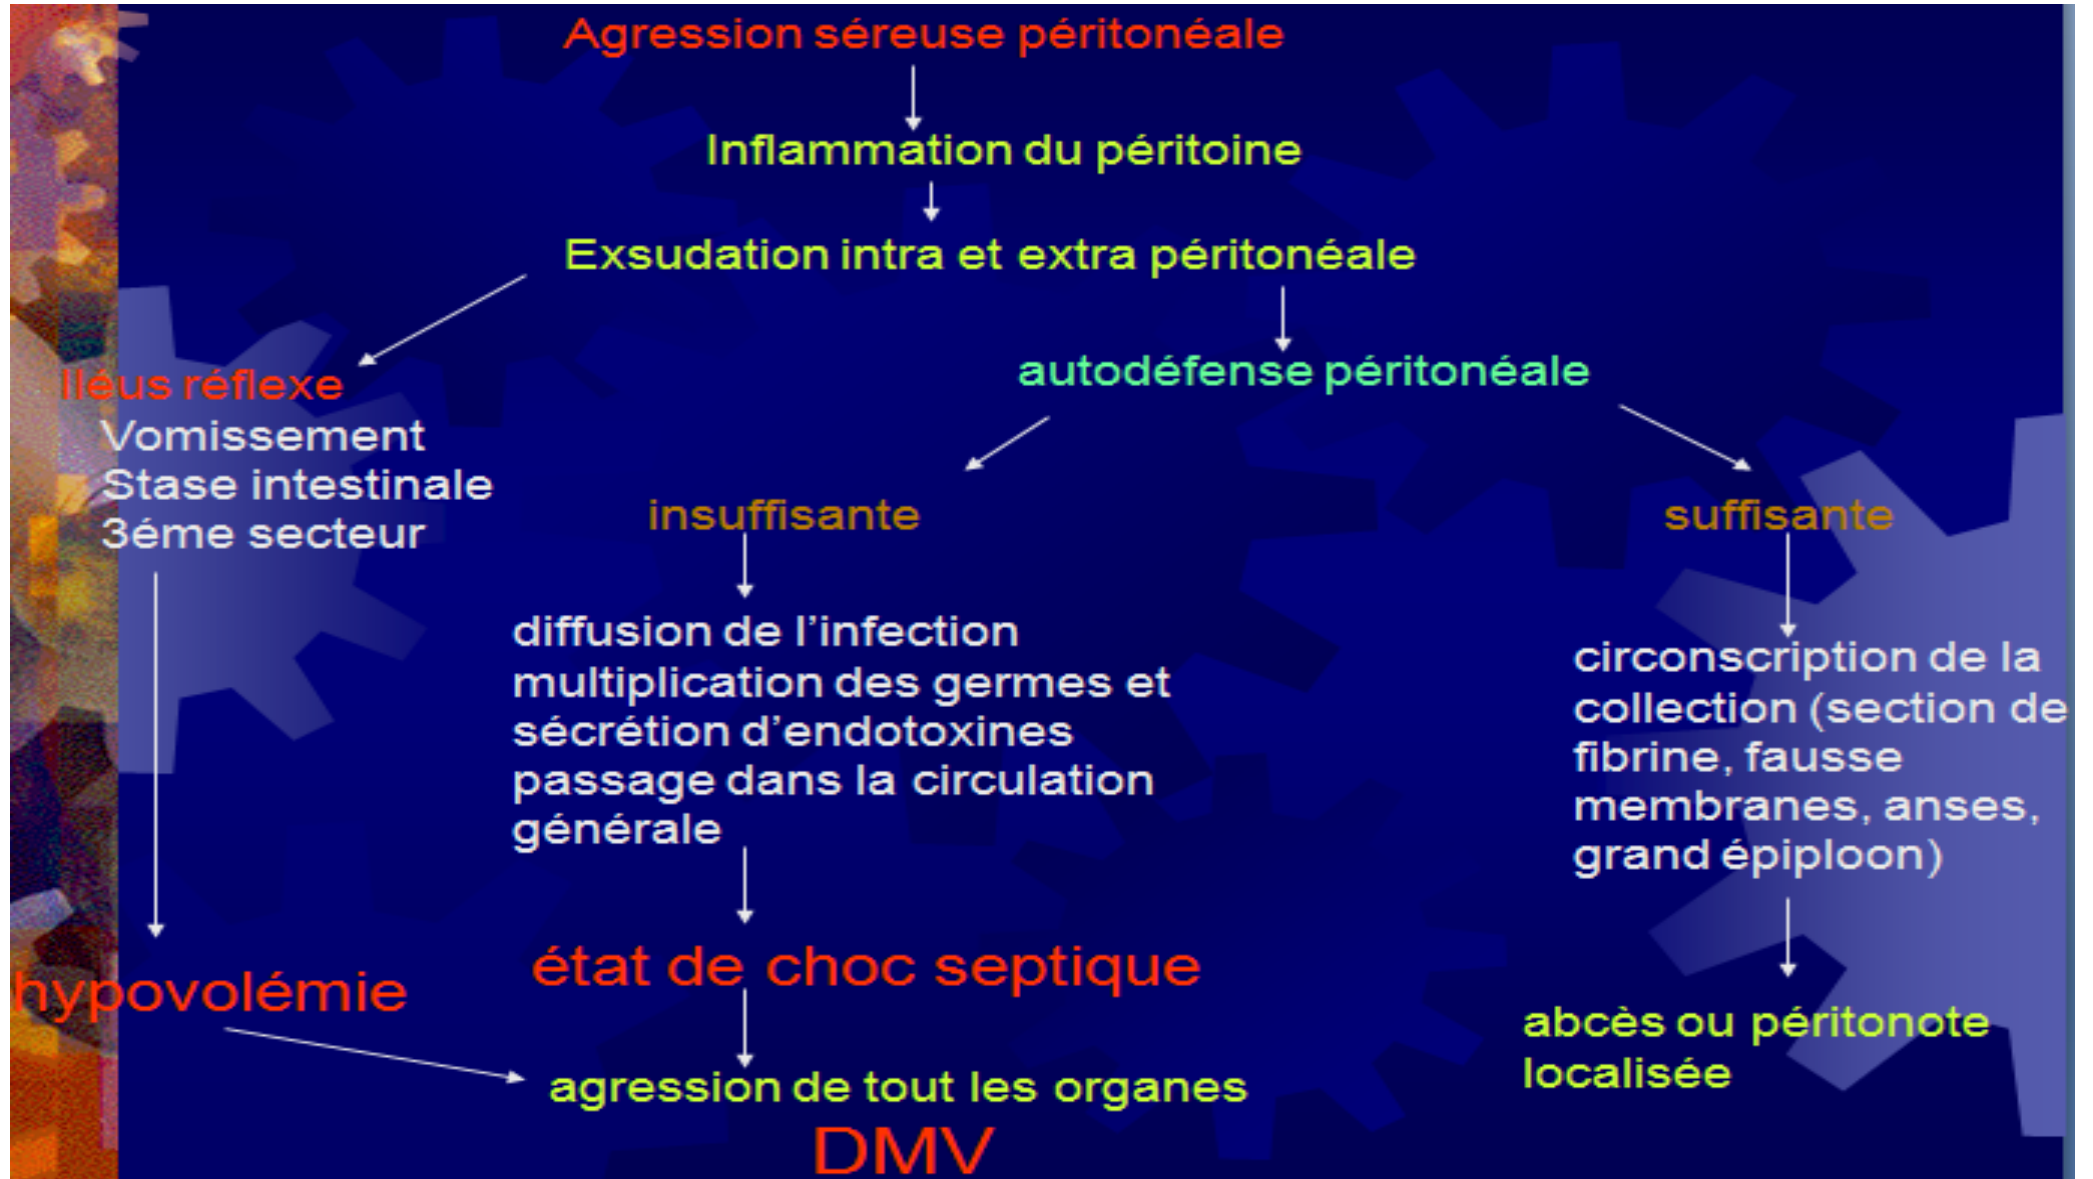 Agression séreuse péritonéale
Inflammation du péritoine
Exsudation intra et extra péritonéale
autodéfense péritonéale
Iléus réflexe
Vomissement
Stase intestinale
3éme secteur
insuffisante
suffisante
diffusion de l'infection
multiplication des germes et
sécrétion d'endotoxines
passage dans la circulation
générale
circonscription de la
collection (section de
fibrine, fausse
membranes, anses,
grand épiploon)
hypovolémie
état de choc septique
abcès ou péritonote
localisée
agression de tout les organes
DMV